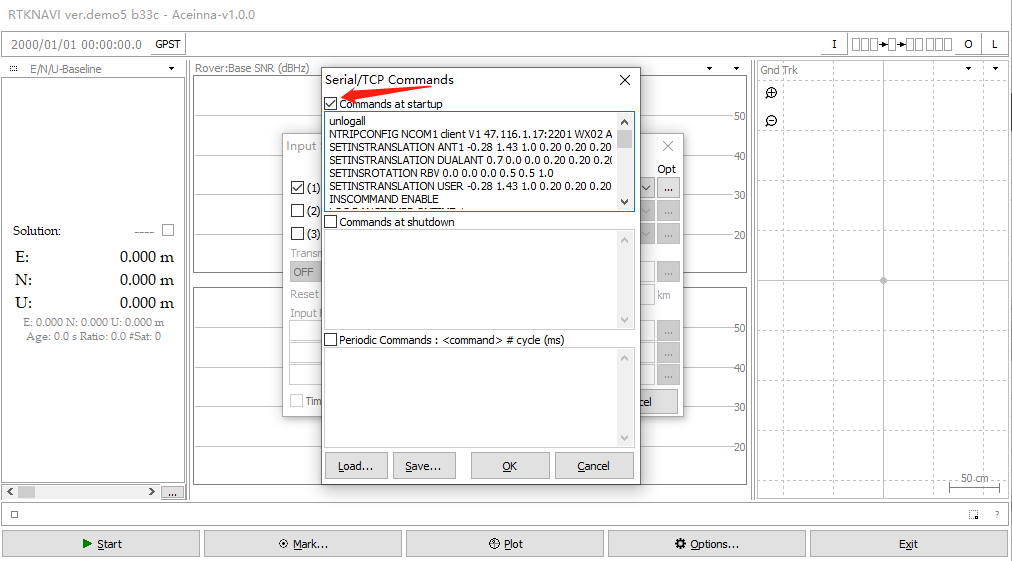 RTKNAVI ver.demo5 b33c - Aceinna-v1.0.0
2000/01/01 00:00:00.0 GPST
I O L
E/N/U-Baseline
Rover:Base SNR (dBHz)
Gnd Trk
Serial/TCP Commands
Commands at startup
unlogall
NTRIPCONFIG NCOM1 client V1 47.116.1.17:2201 WX02 A
SETINSTRANSLATION ANT1 -0.28 1.43 1.0 0.20 0.20 0.20
SETINSTRANSLATION DUALANT 0.7 0.0 0.0 0.20 0.20 0.20
SETINSROTATION RBV 0.0 0.0 0.0 0.5 0.5 1.0
SETINSTRANSLATION USER -0.28 1.43 1.0 0.20 0.20 0.20
INSCOMMAND ENABLE
Commands at shutdown
Periodic Commands : <command> # cycle (ms)
Load... Save... OK Cancel
Input
Opt
(1)
...
(2)
...
(3)
...
OFF
...
Reset
km
Input
...
...
...
50
40
30
20
50
40
30
20
Solution: ----
E: 0.000 m
N: 0.000 m
U: 0.000 m
E: 0.000 N: 0.000 U: 0.000 m
Age: 0.0 s Ratio: 0.0 #Sat: 0
...
50 cm
?
Start Mark... Plot Options... Exit